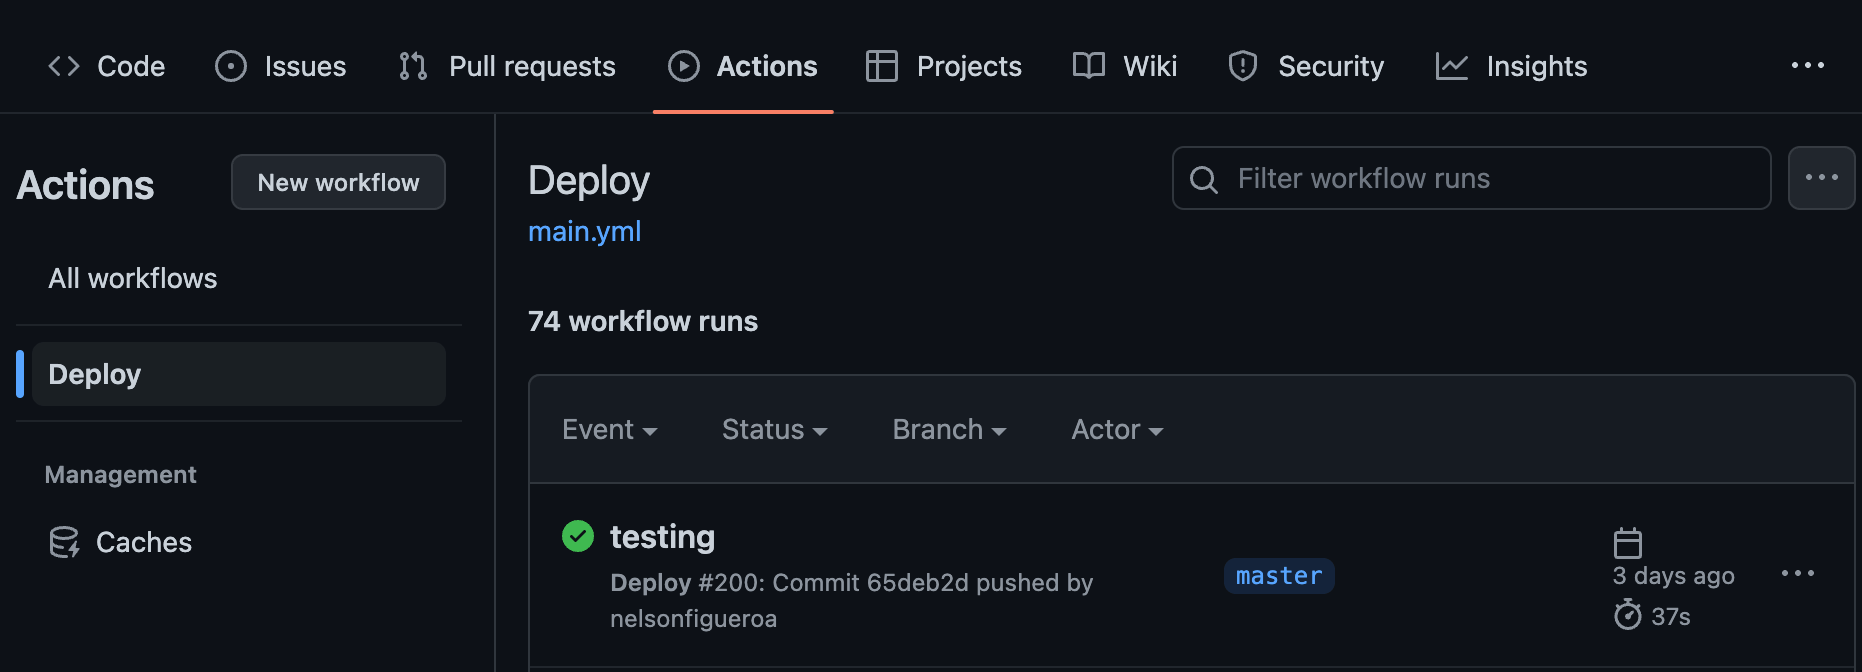 Code Issues Pull requests Actions Projects Wiki Security Insights
Actions
New workflow
All workflows
Deploy
Management
Caches
Deploy
main.yml
Filter workflow runs
74 workflow runs
Event Status Branch Actor
testing
Deploy #200: Commit 65deb2d pushed by
nelsonfigueroa
master
3 days ago
37s